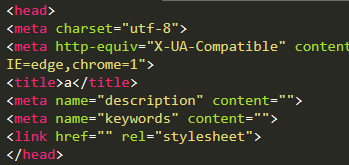 <head>
<meta charset="utf-8">
<meta http-equiv="X-UA-Compatible" content
IE=edge,chrome=1">
<title>a</title>
<meta name="description" content="">
<meta name="keywords" content="">
<link href="" rel="stylesheet">
</head>